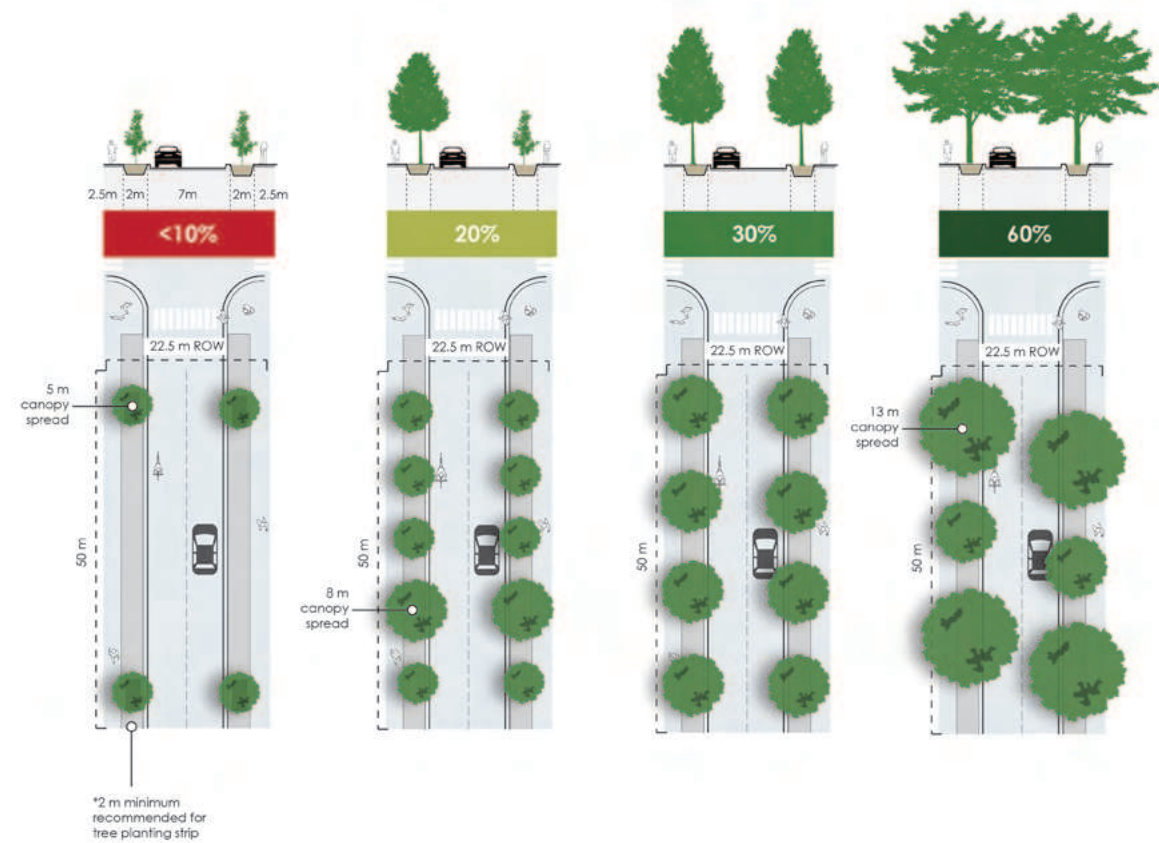 2.5m 2m 7m 2m 2.5m
<10%
20%
30%
60%
22.5 m ROW
22.5 m ROW
22.5 m ROW
22.5 m ROW
5 m
canopy
spread
50 m
8 m
canopy
spread
50 m
50 m
13 m
canopy
spread
50 m
*2 m minimum
recommended for
tree planting strip